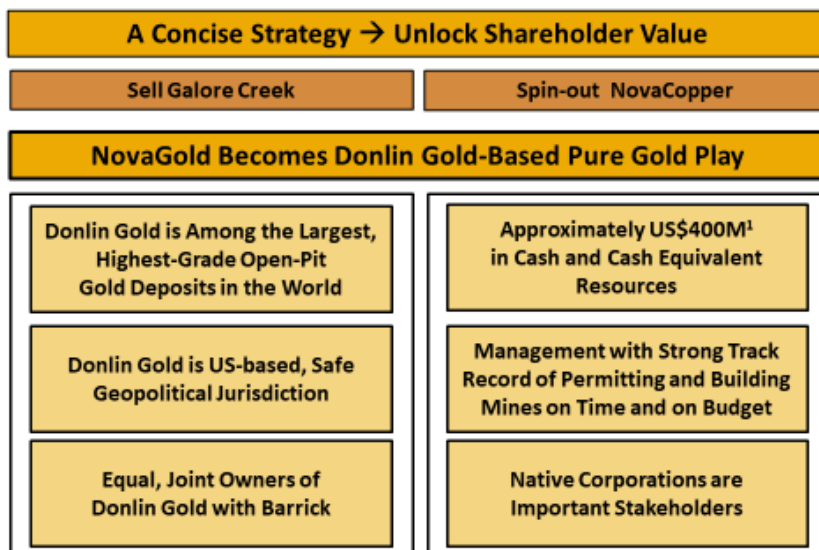 A Concise Strategy → Unlock Shareholder Value
Sell Galore Creek
Spin-out NovaCopper
NovaGold Becomes Donlin Gold-Based Pure Gold Play
Donlin Gold is Among the Largest,
Highest-Grade Open-Pit
Gold Deposits in the World
Donlin Gold is US-based, Safe
Geopolitical Jurisdiction
Equal, Joint Owners of
Donlin Gold with Barrick
Approximately US$400M¹
in Cash and Cash Equivalent
Resources
Management with Strong Track
Record of Permitting and Building
Mines on Time and on Budget
Native Corporations are
Important Stakeholders